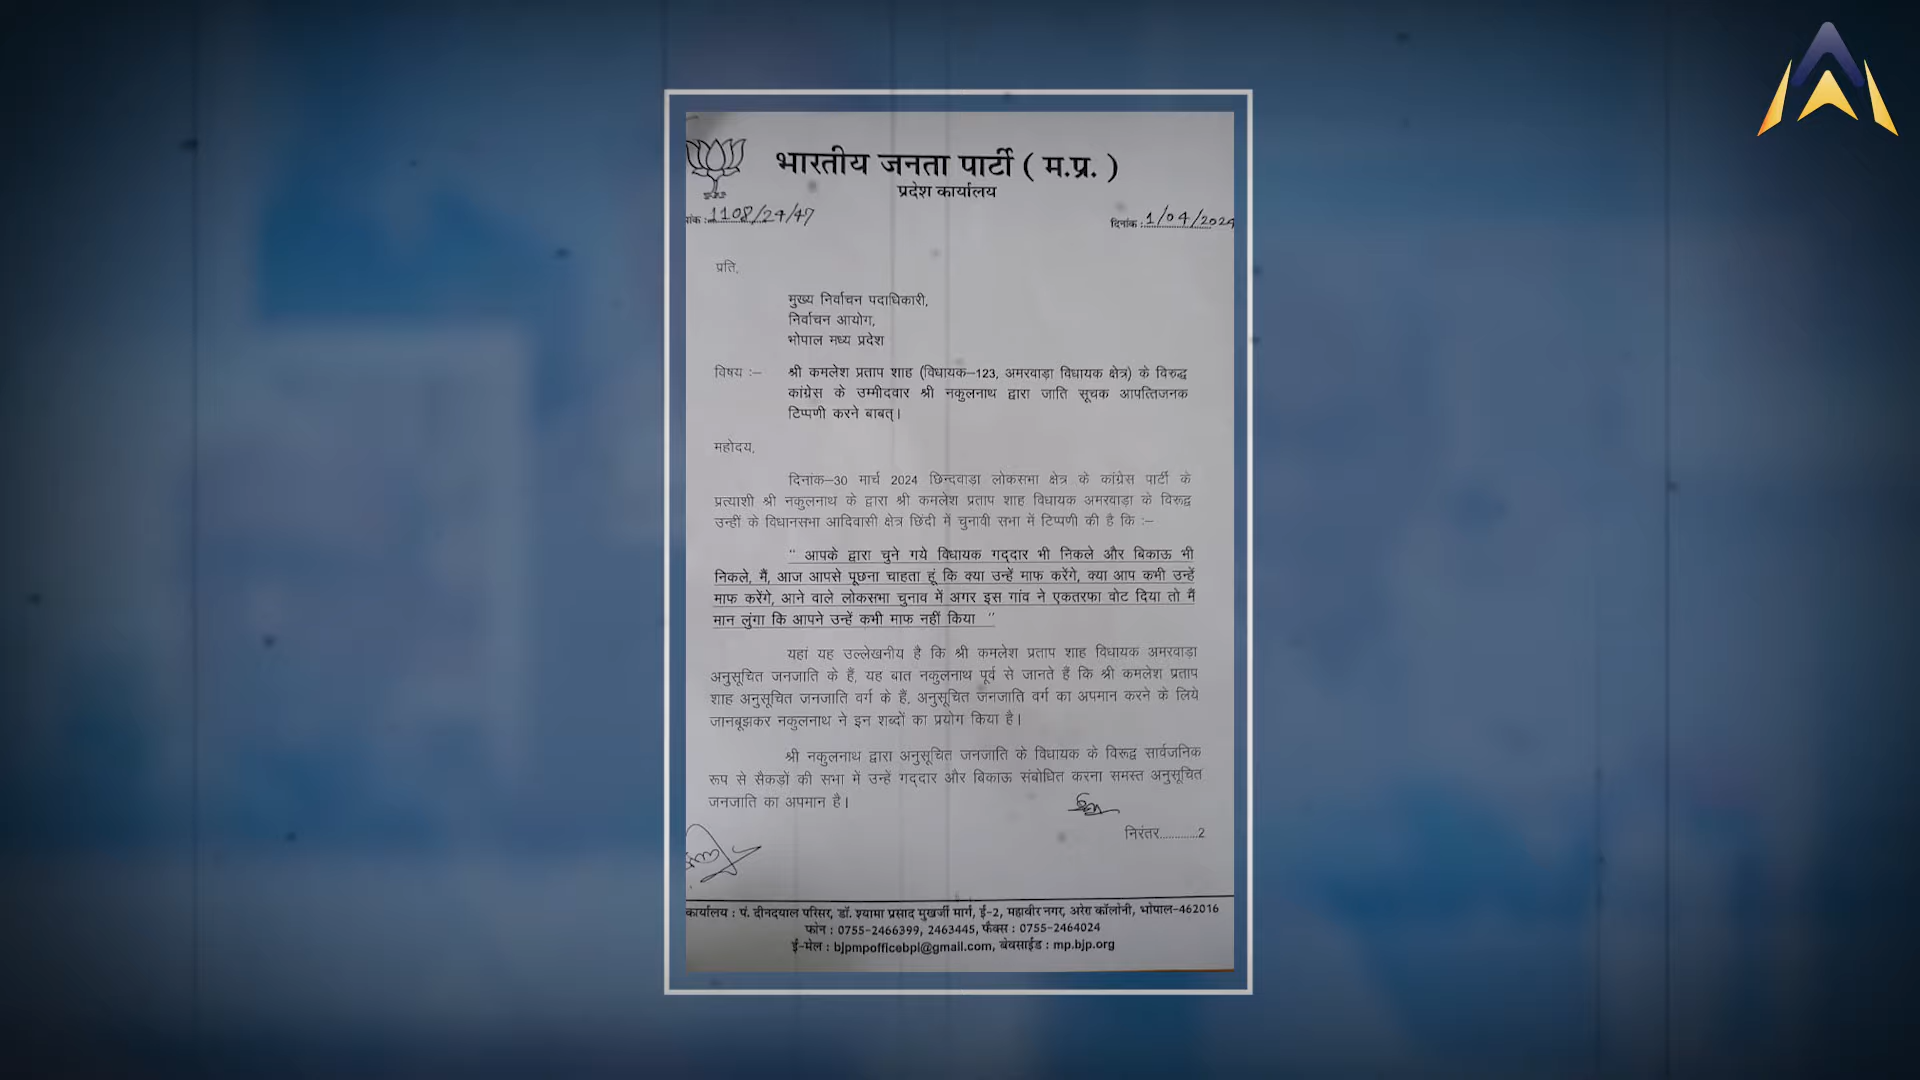 भारतीय जनता पार्टी ( म.प्र. )
प्रदेश कार्यालय
ांक : 1108/24/47
दिनांक : 1/04/2024
प्रति,
मुख्य निर्वाचन पदाधिकारी,
निर्वाचन आयोग,
भोपाल मध्य प्रदेश
विषय :– श्री कमलेश प्रताप शाह (विधायक–123, अमरवाड़ा विधायक क्षेत्र) के विरुद्ध
कांग्रेस के उम्मीदवार श्री नकुलनाथ द्वारा जाति सूचक आपत्तिजनक
टिप्पणी करने बाबत्।
महोदय,
दिनांक–30 मार्च 2024 छिन्दवाड़ा लोकसभा क्षेत्र के कांग्रेस पार्टी के
प्रत्याशी श्री नकुलनाथ के द्वारा श्री कमलेश प्रताप शाह विधायक अमरवाड़ा के विरूद्व
उन्हीं के विधानसभा आदिवासी क्षेत्र छिंदी में चुनावी सभा में टिप्पणी की है कि :–
“ आपके द्वारा चुने गये विधायक गद्दार भी निकले और बिकाऊ भी
निकले, मैं, आज आपसे पूछना चाहता हूं कि क्या उन्हें माफ करेंगे, क्या आप कभी उन्हें
माफ करेंगे, आने वाले लोकसभा चुनाव में अगर इस गांव ने एकतरफा वोट दिया तो मैं
मान लुंगा कि आपने उन्हें कभी माफ नहीं किया ”
यहां यह उल्लेखनीय है कि श्री कमलेश प्रताप शाह विधायक अमरवाड़ा
अनुसूचित जनजाति के हैं, यह बात नकुलनाथ पूर्व से जानते हैं कि श्री कमलेश प्रताप
शाह अनुसूचित जनजाति वर्ग के हैं, अनुसूचित जनजाति वर्ग का अपमान करने के लिये
जानबूझकर नकुलनाथ ने इन शब्दों का प्रयोग किया है।
श्री नकुलनाथ द्वारा अनुसूचित जनजाति के विधायक के विरूद्व सार्वजनिक
रूप से सैकड़ों की सभा में उन्हें गद्दार और बिकाऊ संबोधित करना समस्त अनुसूचित
जनजाति का अपमान है।
निरंतर............2
कार्यालय : पं. दीनदयाल परिसर, डॉ. श्यामा प्रसाद मुखर्जी मार्ग, ई-2, महावीर नगर, अरेरा कॉलोनी, भोपाल-462016
फोन : 0755-2466399, 2463445, फैक्स : 0755-2464024
ई-मेल : bjpmpofficebpl@gmail.com, बेवसाईड : mp.bjp.org